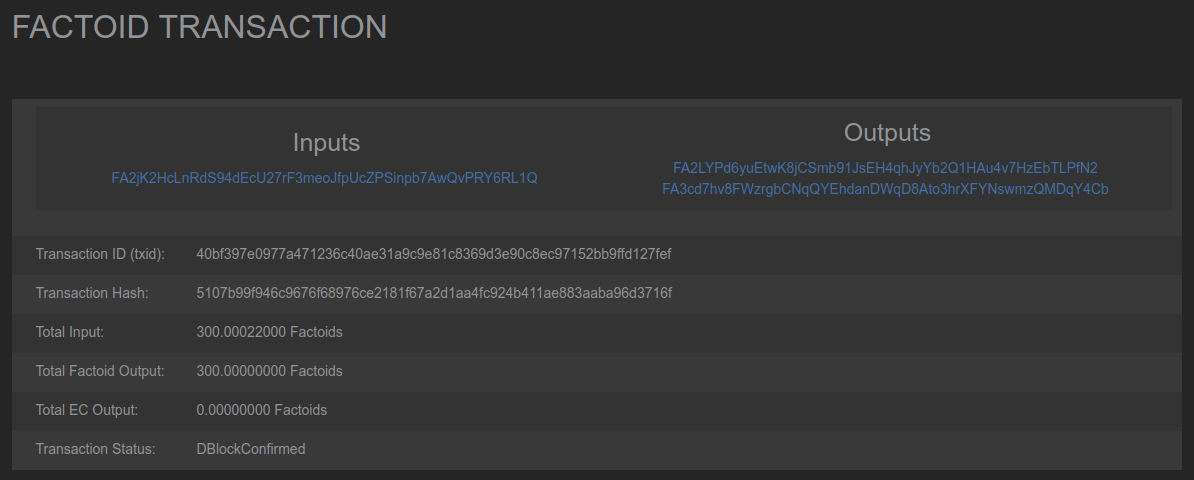 FACTOID TRANSACTION
Inputs
FA2jK2HcLnRdS94dEcU27rF3meoJfpUcZPSinpb7AwQvPRY6RL1Q
Outputs
FA2LYPd6yuEtwK8jCSmb91JsEH4qhJyYb2Q1HAu4v7HzEbTLPfN2
FA3cd7hv8FWzrgbCNqQYEhdanDWqD8Ato3hrXFYNswmzQMDqY4Cb
Transaction ID (txid): 40bf397e0977a471236c40ae31a9c9e81c8369d3e90c8ec97152bb9ffd127fef
Transaction Hash: 5107b99f946c9676f68976ce2181f67a2d1aa4fc924b411ae883aaba96d3716f
Total Input: 300.00022000 Factoids
Total Factoid Output: 300.00000000 Factoids
Total EC Output: 0.00000000 Factoids
Transaction Status: DBlockConfirmed